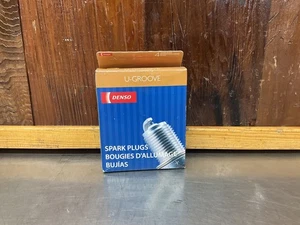 U-GROOVE
DENSO
SPARK PLUGS
BOUGIES D'ALLUMAGE
BUJÍAS